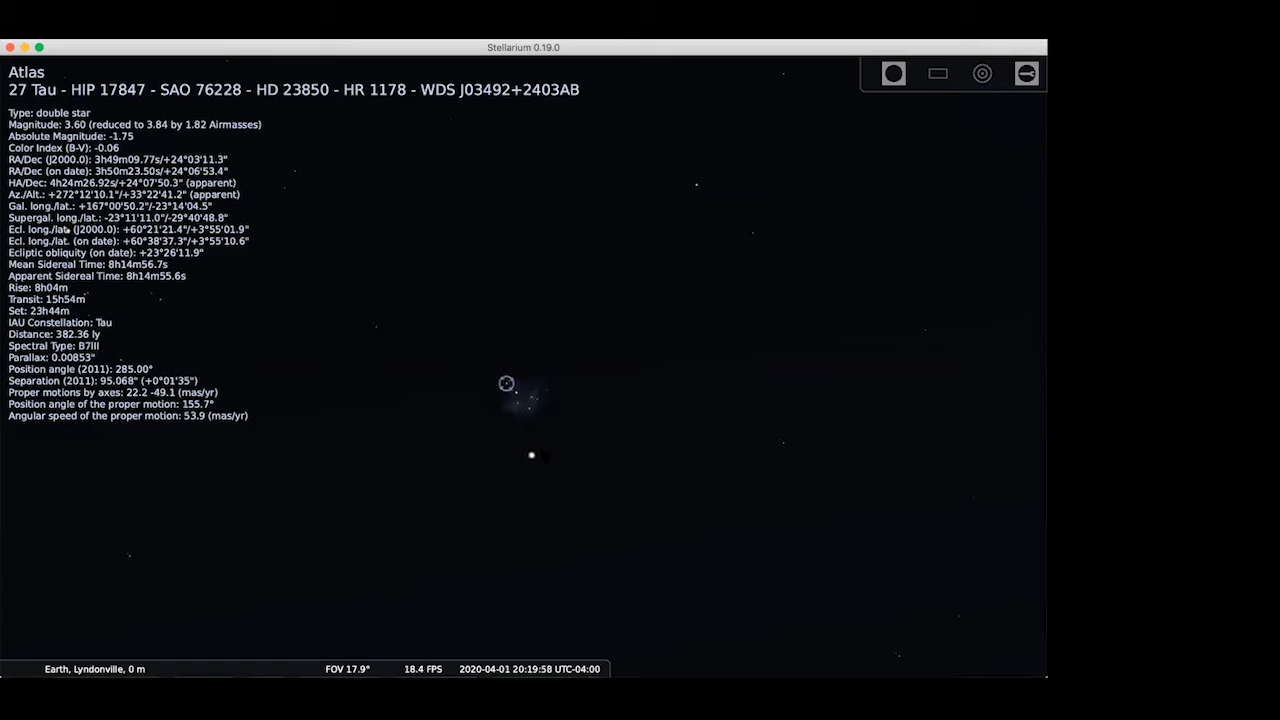 Stellarium 0.19.0
Atlas
27 Tau - HIP 17847 - SAO 76228 - HD 23850 - HR 1178 - WDS J03492+2403AB
Type: double star
Magnitude: 3.60 (reduced to 3.84 by 1.82 Airmasses)
Absolute Magnitude: -1.75
Color Index (B-V): -0.06
RA/Dec (J2000.0): 3h49m09.77s/+24°03'11.3"
RA/Dec (on date): 3h50m23.50s/+24°06'53.4"
HA/Dec: 4h24m26.92s/+24°07'50.3" (apparent)
Az./Alt.: +272°12'10.1"/+33°22'41.2" (apparent)
Gal. long./lat.: +167°00'50.2"/-23°14'04.5"
Supergal. long./lat.: -23°11'11.0"/-29°40'48.8"
Ecl. long./lat. (J2000.0): +60°21'21.4"/+3°55'01.9"
Ecl. long./lat. (on date): +60°38'37.3"/+3°55'10.6"
Ecliptic obliquity (on date): +23°26'11.9"
Mean Sidereal Time: 8h14m56.7s
Apparent Sidereal Time: 8h14m55.6s
Rise: 8h04m
Transit: 15h54m
Set: 23h44m
IAU Constellation: Tau
Distance: 382.36 ly
Spectral Type: B7III
Parallax: 0.00853"
Position angle (2011): 285.00°
Separation (2011): 95.068" (+0°01'35")
Proper motions by axes: 22.2 -49.1 (mas/yr)
Position angle of the proper motion: 155.7°
Angular speed of the proper motion: 53.9 (mas/yr)
Earth, Lyndonville, 0 m FOV 17.9° 18.4 FPS 2020-04-01 20:19:58 UTC-04:00